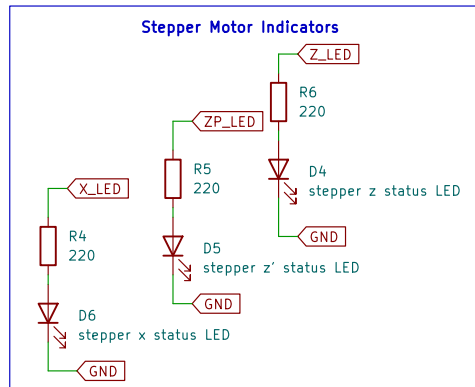 Stepper Motor Indicators
Z_LED
R6
220
D4
stepper z status LED
GND
ZP_LED
R5
220
D5
stepper z' status LED
GND
X_LED
R4
220
D6
stepper x status LED
GND